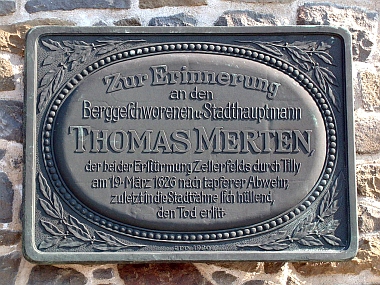 Zur Erinnerung
an den
Berggeschworenen u. Stadthauptmann
THOMAS MERTEN,
der bei der Erstürmung Zellerfelds durch Tilly
am 19. März 1626 nach tapferer Abwehr,
zuletzt in die Stadtfahne sich hüllend,
den Tod erlitt.